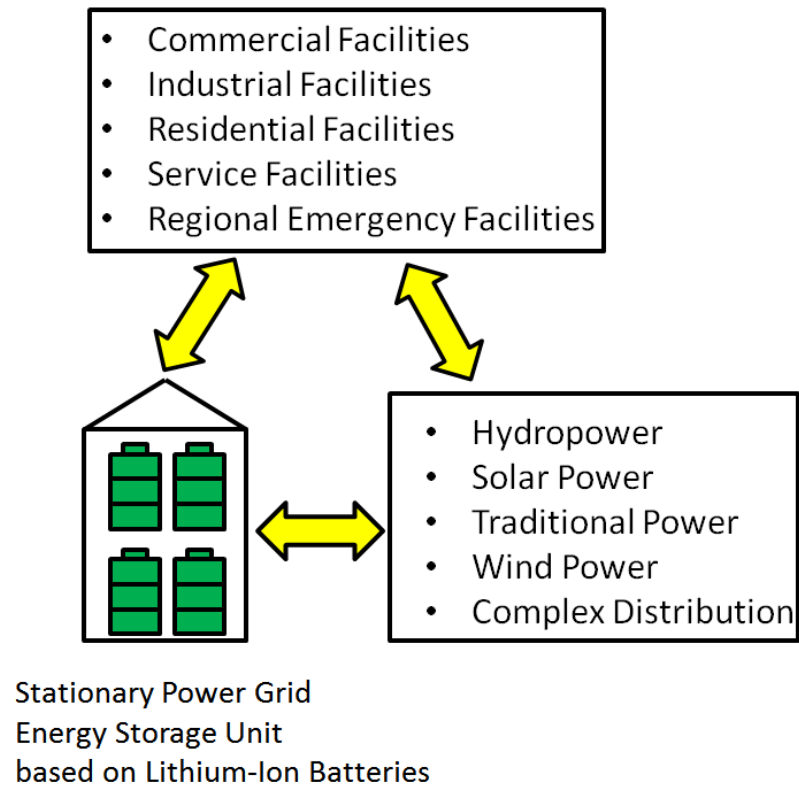 • Commercial Facilities
• Industrial Facilities
• Residential Facilities
• Service Facilities
• Regional Emergency Facilities
• Hydropower
• Solar Power
• Traditional Power
• Wind Power
• Complex Distribution
Stationary Power Grid
Energy Storage Unit
based on Lithium-Ion Batteries